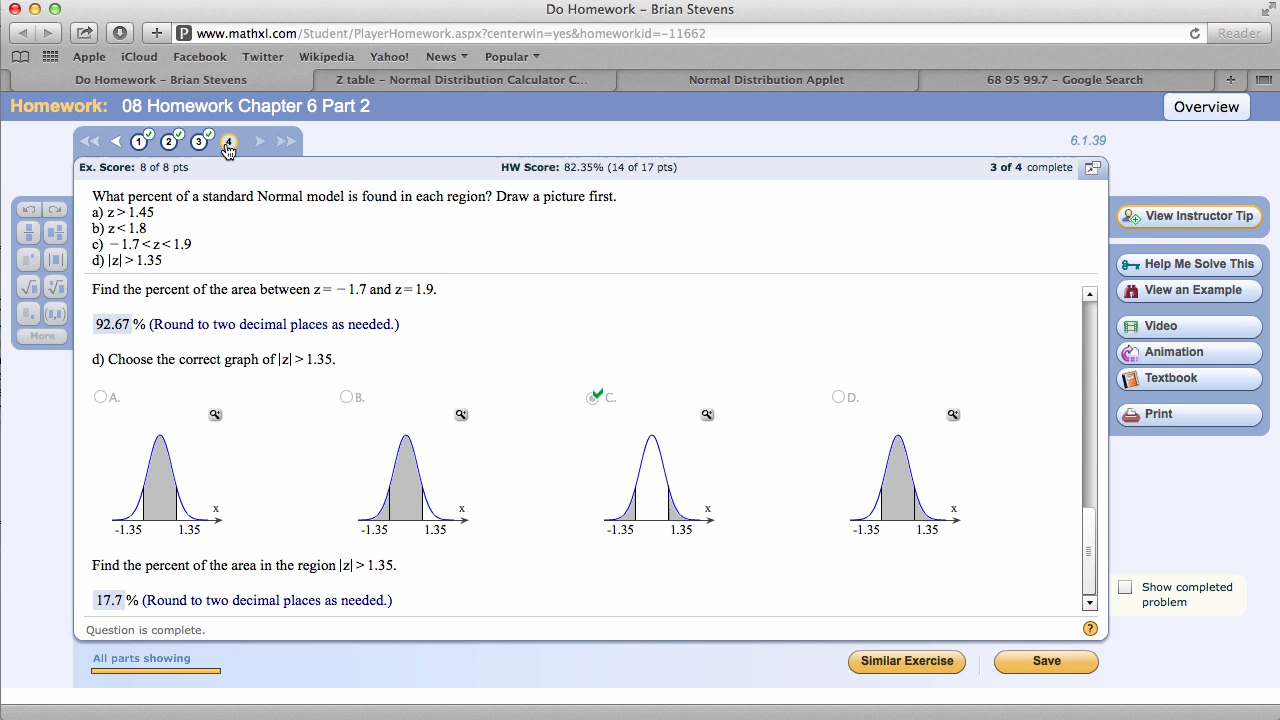 Do Homework – Brian Stevens
www.mathxl.com/Student/PlayerHomework.aspx?centerwin=yes&homeworkid=-11662
Reader
Apple iCloud Facebook Twitter Wikipedia Yahoo! News ▾ Popular ▾
Do Homework – Brian Stevens
Z table – Normal Distribution Calculator C...
Normal Distribution Applet
68 95 99.7 – Google Search
Homework: 08 Homework Chapter 6 Part 2
Overview
1 2 3 4
6.1.39
Ex. Score: 8 of 8 pts
HW Score: 82.35% (14 of 17 pts)
3 of 4 complete
What percent of a standard Normal model is found in each region? Draw a picture first.
a) z > 1.45
b) z < 1.8
c) − 1.7 < z < 1.9
d) |z| > 1.35
Find the percent of the area between z = − 1.7 and z = 1.9.
92.67 % (Round to two decimal places as needed.)
d) Choose the correct graph of |z| > 1.35.
A. B. C. D.
x x x x
-1.35 1.35 -1.35 1.35 -1.35 1.35 -1.35 1.35
Find the percent of the area in the region |z| > 1.35.
17.7 % (Round to two decimal places as needed.)
Question is complete.
?
All parts showing
Similar Exercise
Save
More
View Instructor Tip
Help Me Solve This
View an Example
Video
Animation
Textbook
Print
Show completed
problem